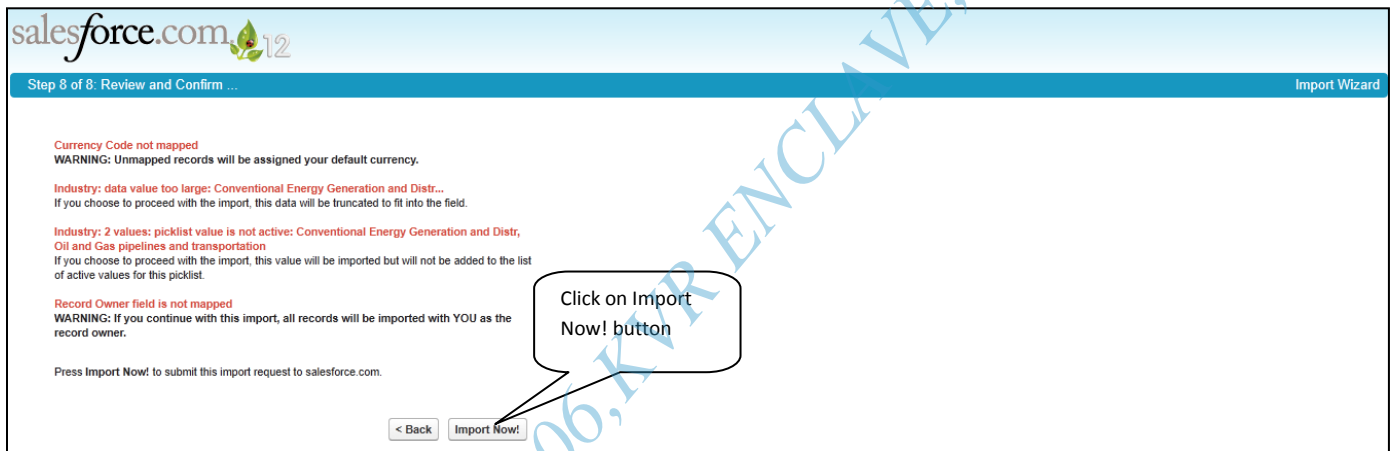 salesforce.com 12
Step 8 of 8: Review and Confirm ... Import Wizard
Currency Code not mapped
WARNING: Unmapped records will be assigned your default currency.
Industry: data value too large: Conventional Energy Generation and Distr...
If you choose to proceed with the import, this data will be truncated to fit into the field.
Industry: 2 values: picklist value is not active: Conventional Energy Generation and Distr,
Oil and Gas pipelines and transportation
If you choose to proceed with the import, this value will be imported but will not be added to the list
of active values for this picklist.
Record Owner field is not mapped
WARNING: If you continue with this import, all records will be imported with YOU as the
record owner.
Click on Import
Now! button
Press Import Now! to submit this import request to salesforce.com.
< Back Import Now!
06,KVR ENCLAVE,